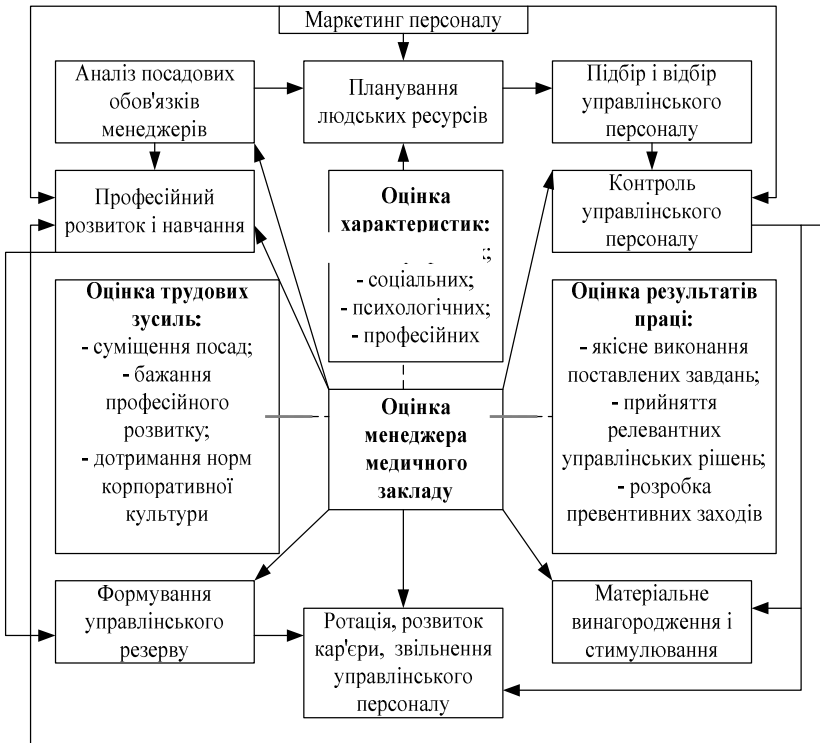 Маркетинг персоналу
Аналіз посадових
обов'язків
менеджерів
Планування
людських ресурсів
Підбір і відбір
управлінського
персоналу
Професійний
розвиток і навчання
Оцінка
характеристик:
- соціальних;
- психологічних;
- професійних
Контроль
управлінського
персоналу
Оцінка трудових
зусиль:
- суміщення посад;
- бажання
професійного
розвитку;
- дотримання норм
корпоративної
культури
Оцінка
менеджера
медичного
закладу
Оцінка результатів
праці:
- якісне виконання
поставлених завдань;
- прийняття
релевантних
управлінських рішень;
- розробка
превентивних заходів
Формування
управлінського
резерву
Ротація, розвиток
кар'єри, звільнення
управлінського
персоналу
Матеріальне
винагородження і
стимулювання